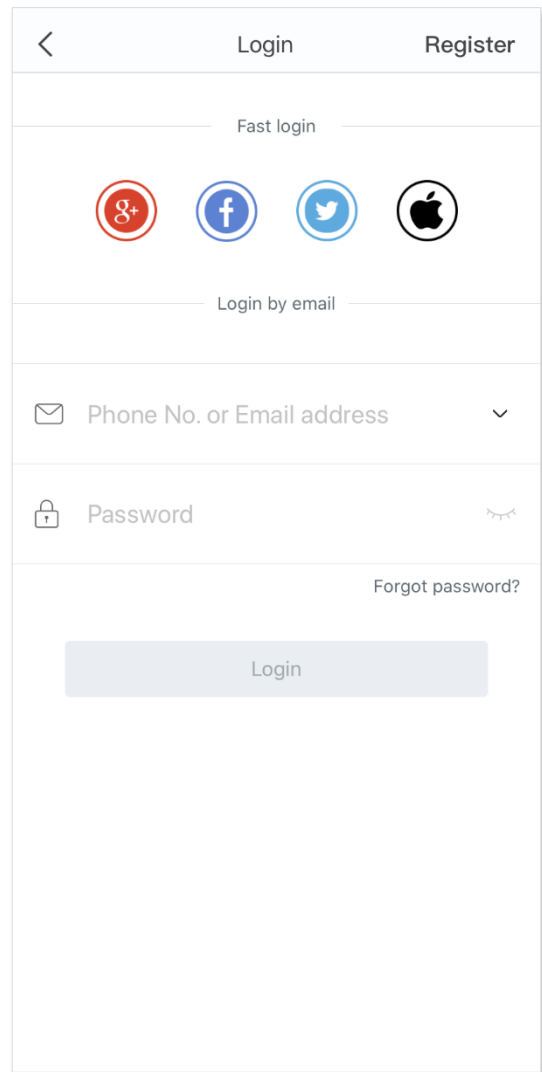 Login Register
Fast login
g+ f
Login by email
Phone No. or Email address
Password
Forgot password?
Login